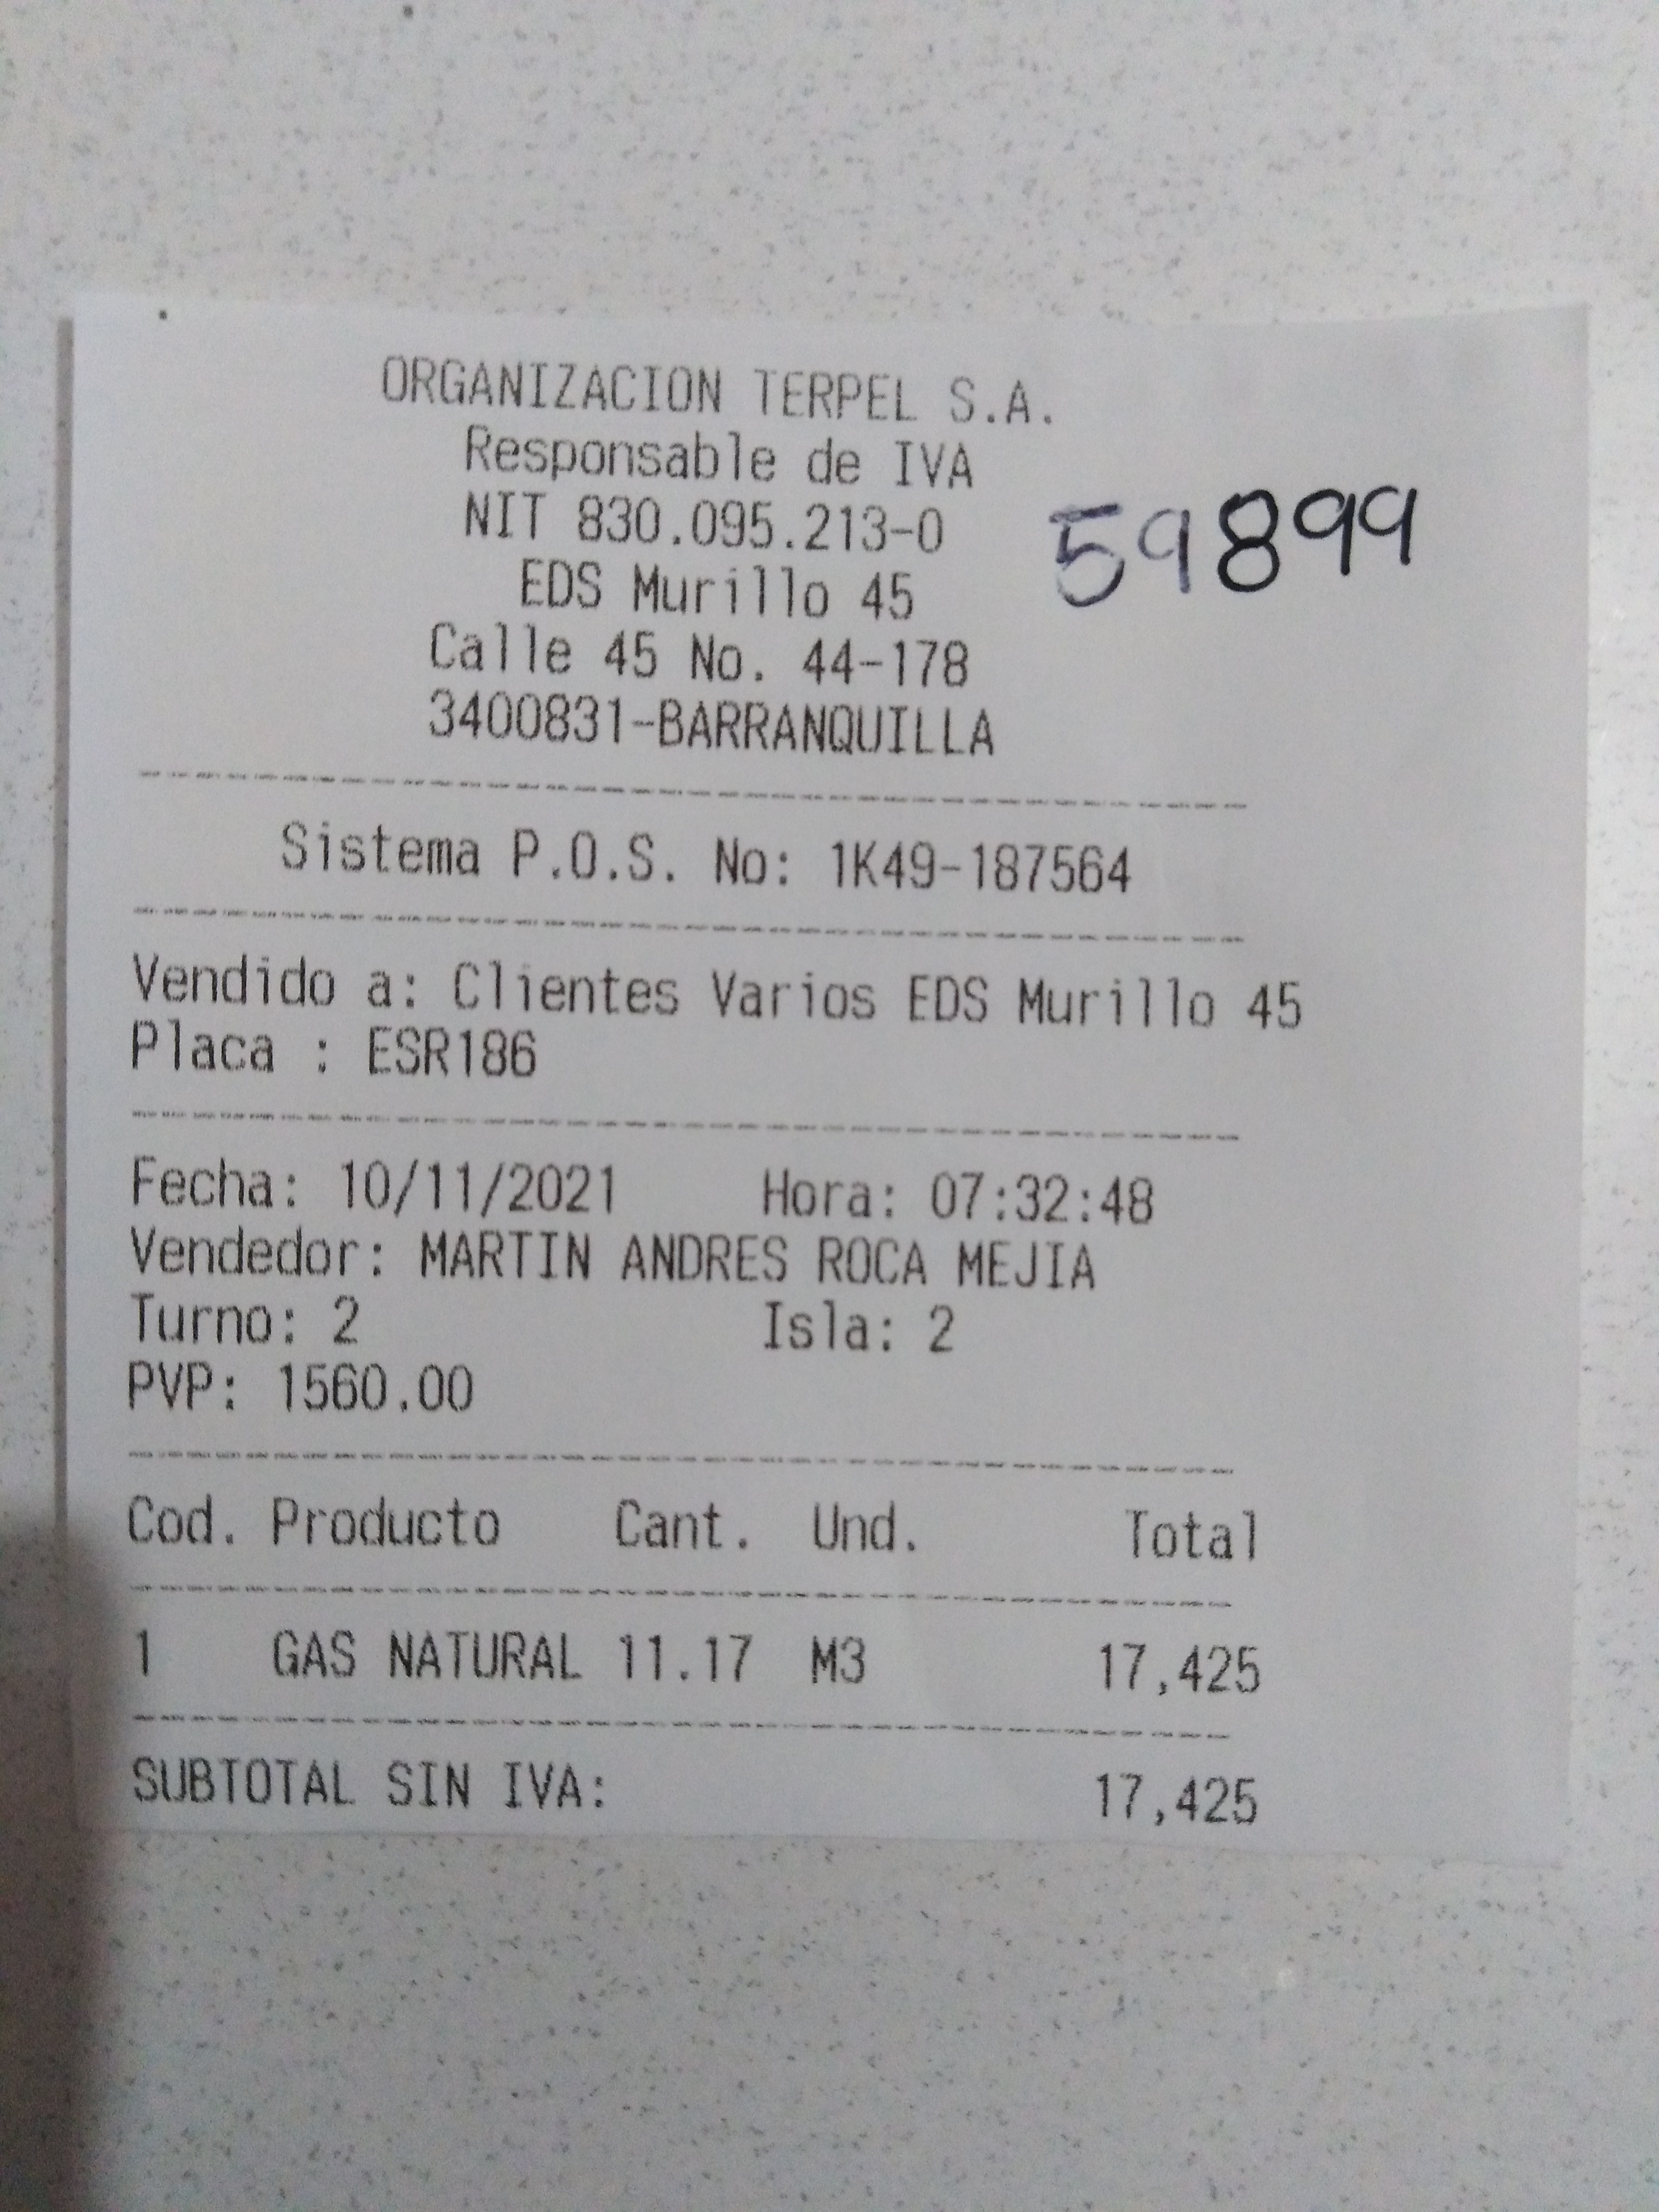 ORGANIZACION TERPEL S.A.
Responsable de IVA
NIT 830.095.213-0
59899
EDS Murillo 45
Calle 45 No. 44-178
3400831-BARRANQUILLA
Sistema P.O.S. No: 1K49-187564
Vendido a: Clientes Varios EDS Murillo 45
Placa : ESR186
Fecha: 10/11/2021 Hora: 07:32:48
Vendedor: MARTIN ANDRES ROCA MEJIA
Turno: 2 Isla: 2
PVP: 1560.00
Cod. Producto Cant. Und. Total
1 GAS NATURAL 11.17 M3 17,425
SUBTOTAL SIN IVA: 17,425